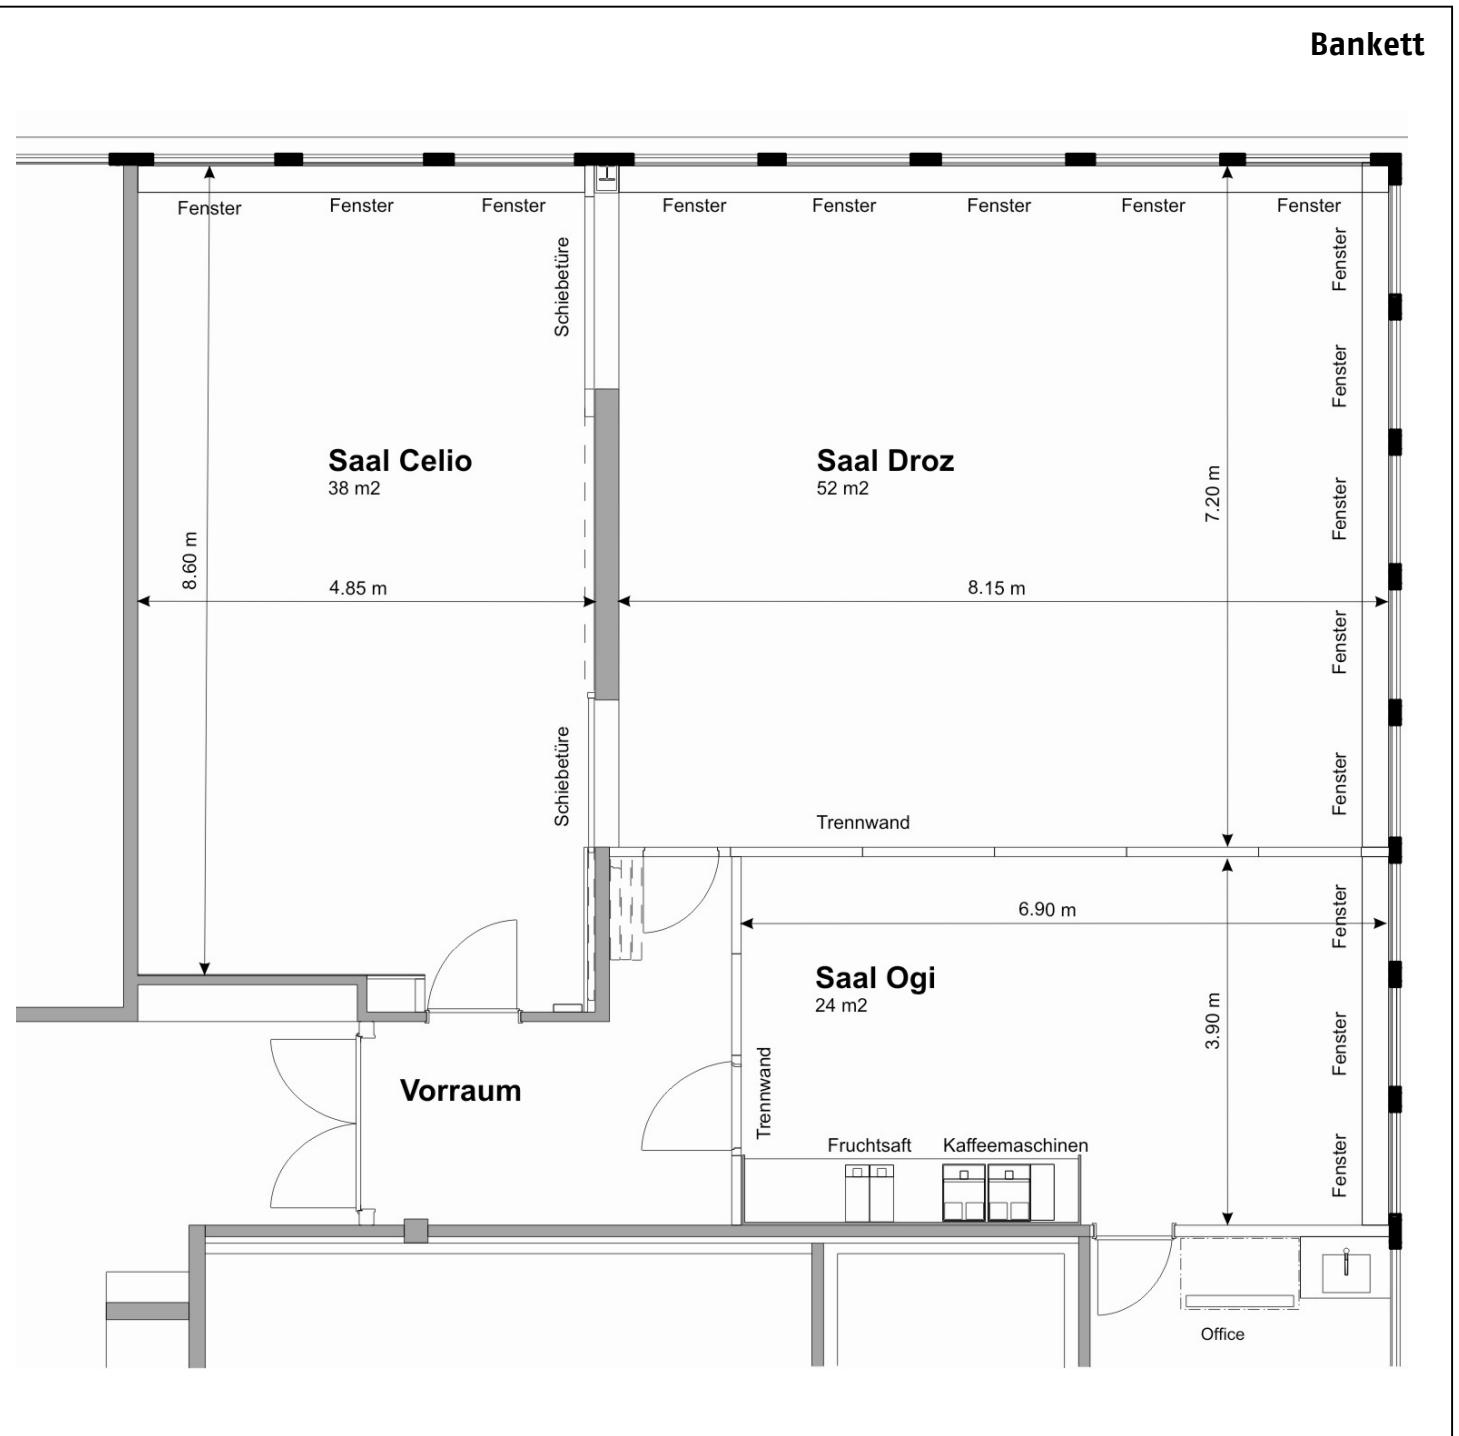 Bankett
Fenster
Fenster
Fenster
Fenster
Fenster
Fenster
Fenster
Fenster
Fenster
Schiebetüre
Fenster
Saal Celio
38 m2
Saal Droz
52 m2
7.20 m
Fenster
8.60 m
4.85 m
8.15 m
Fenster
Schiebetüre
Fenster
Trennwand
6.90 m
Fenster
Saal Ogi
24 m2
3.90 m
Fenster
Vorraum
Trennwand
Fruchtsaft
Kaffeemaschinen
Fenster
Office